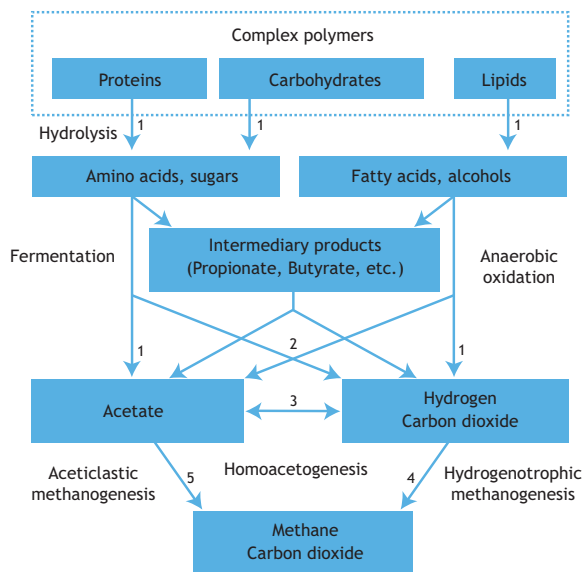 Complex polymers
Proteins
Carbohydrates
Lipids
1
1
1
Hydrolysis
Amino acids, sugars
Fatty acids, alcohols
Fermentation
Intermediary products
(Propionate, Butyrate, etc.)
Anaerobic
oxidation
1
2
1
Acetate
3
Hydrogen
Carbon dioxide
Aceticlastic
methanogenesis
5
Homoacetogenesis
4
Hydrogenotrophic
methanogenesis
Methane
Carbon dioxide